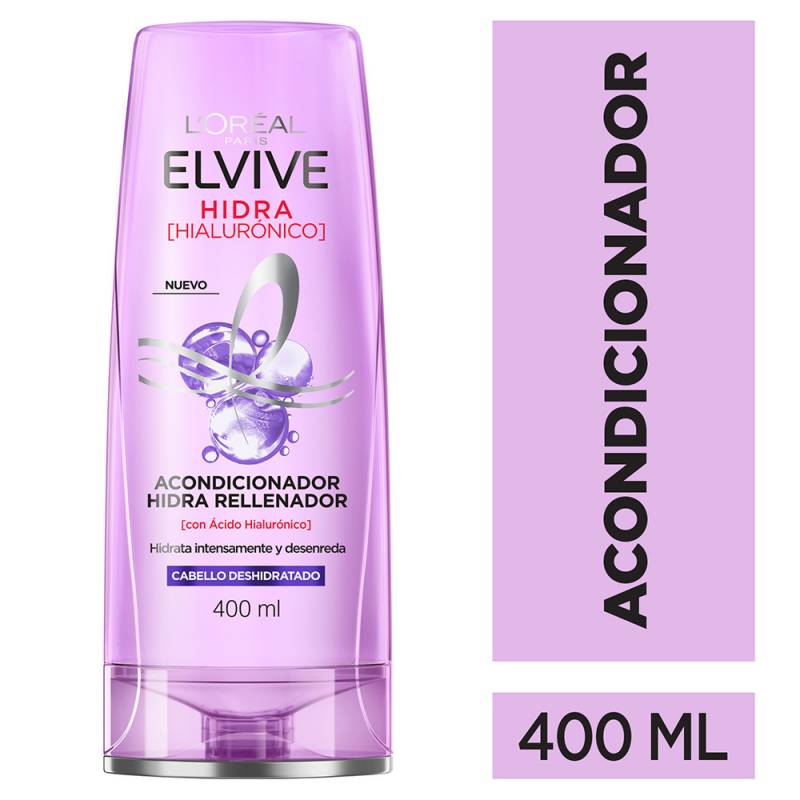 L'ORÉAL
PARIS
ELVIVE
HIDRA
[HIALURÓNICO]
NUEVO
ACONDICIONADOR
HIDRA RELLENADOR
[con Ácido Hialurónico]
Hidrata intensamente y desenreda
CABELLO DESHIDRATADO
400 ml
ACONDICIONADOR
400 ML